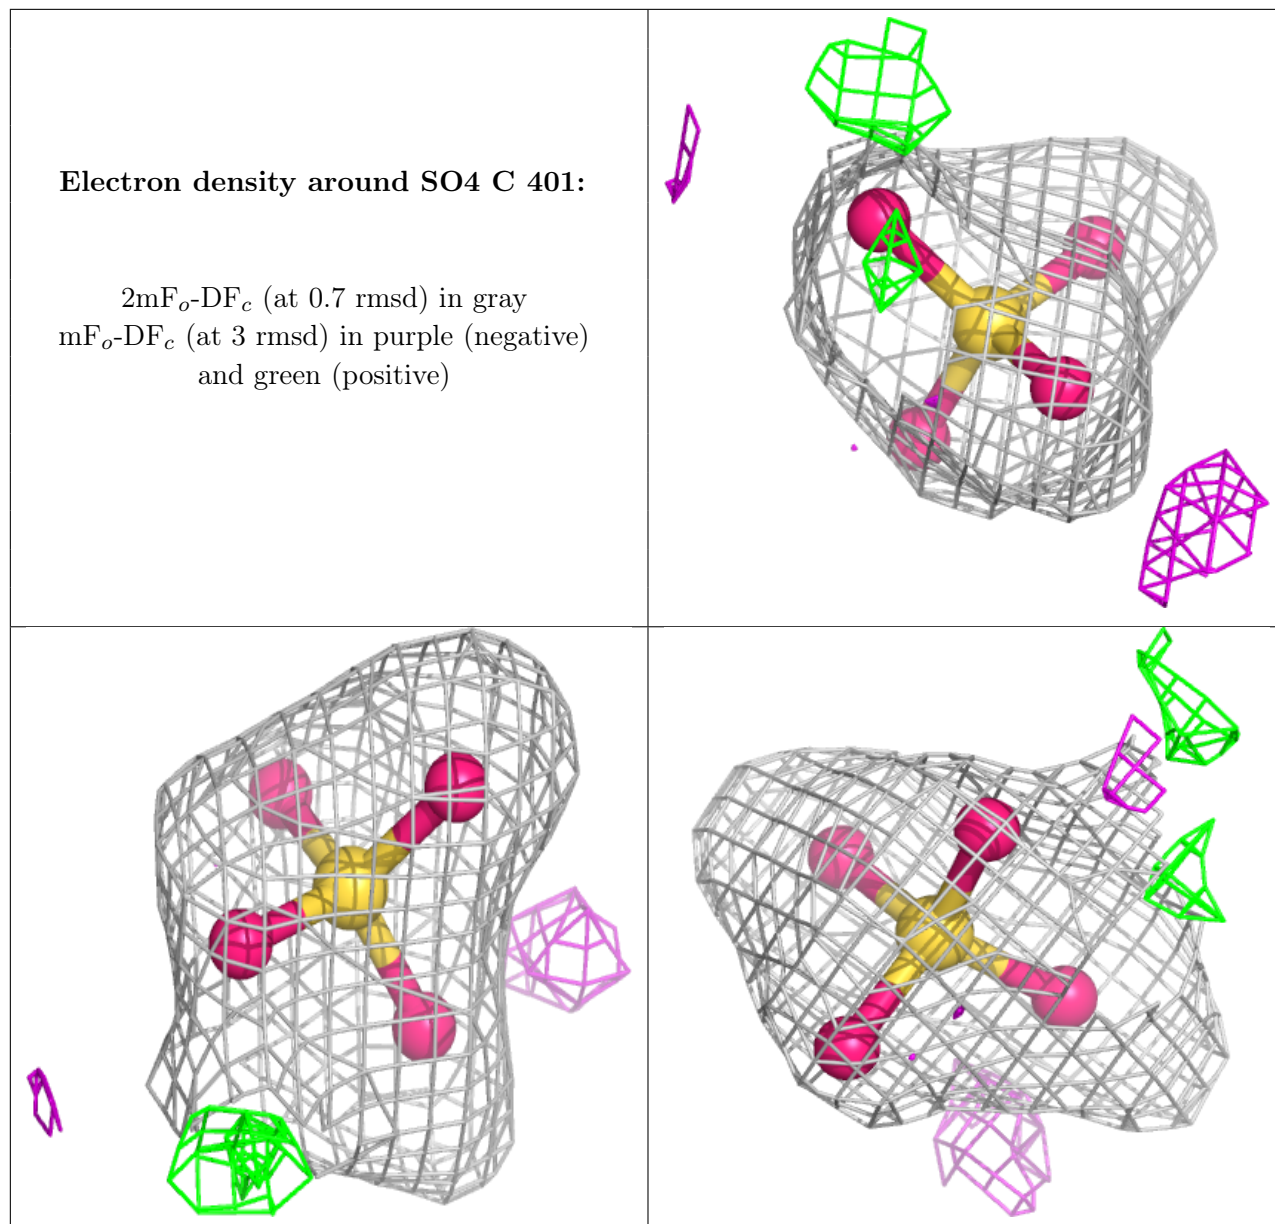 Electron density around SO4 C 401:
2mFo-DFc (at 0.7 rmsd) in gray
mFo-DFc (at 3 rmsd) in purple (negative)
and green (positive)